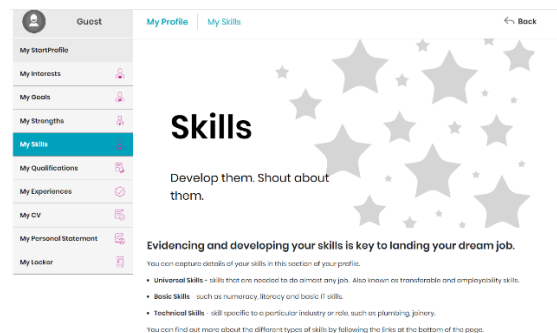 Guest
My Profile | My Skills
Back
My StartProfile
My Interests
My Goals
My Strengths
My Skills
My Qualifications
My Experiences
My CV
My Personal Statement
My Locker
Skills
Develop them. Shout about
them.
Evidencing and developing your skills is key to landing your dream job.
You can capture details of your skills in this section of your profile.
• Universal Skills - skills that are needed to do almost any job. Also known as transferable and employability skills.
• Basic Skills - such as numeracy, literacy and basic IT skills.
• Technical Skills - skill specific to a particular industry or role, such as plumbing, joinery.
You can find out more about the different types of skills by following the links at the bottom of the page.